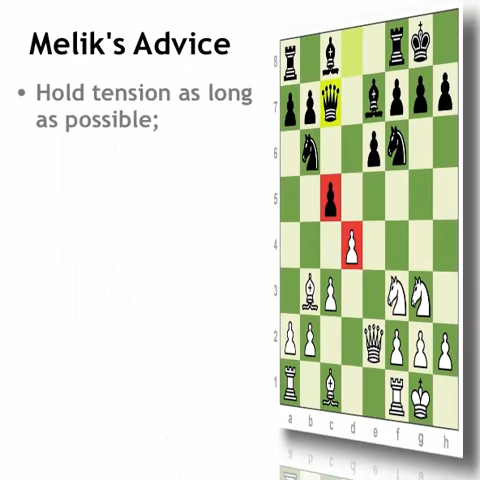 Melik's Advice
• Hold tension as long
as possible;
8
7
6
5
4
3
2
1
a b c d e f g h